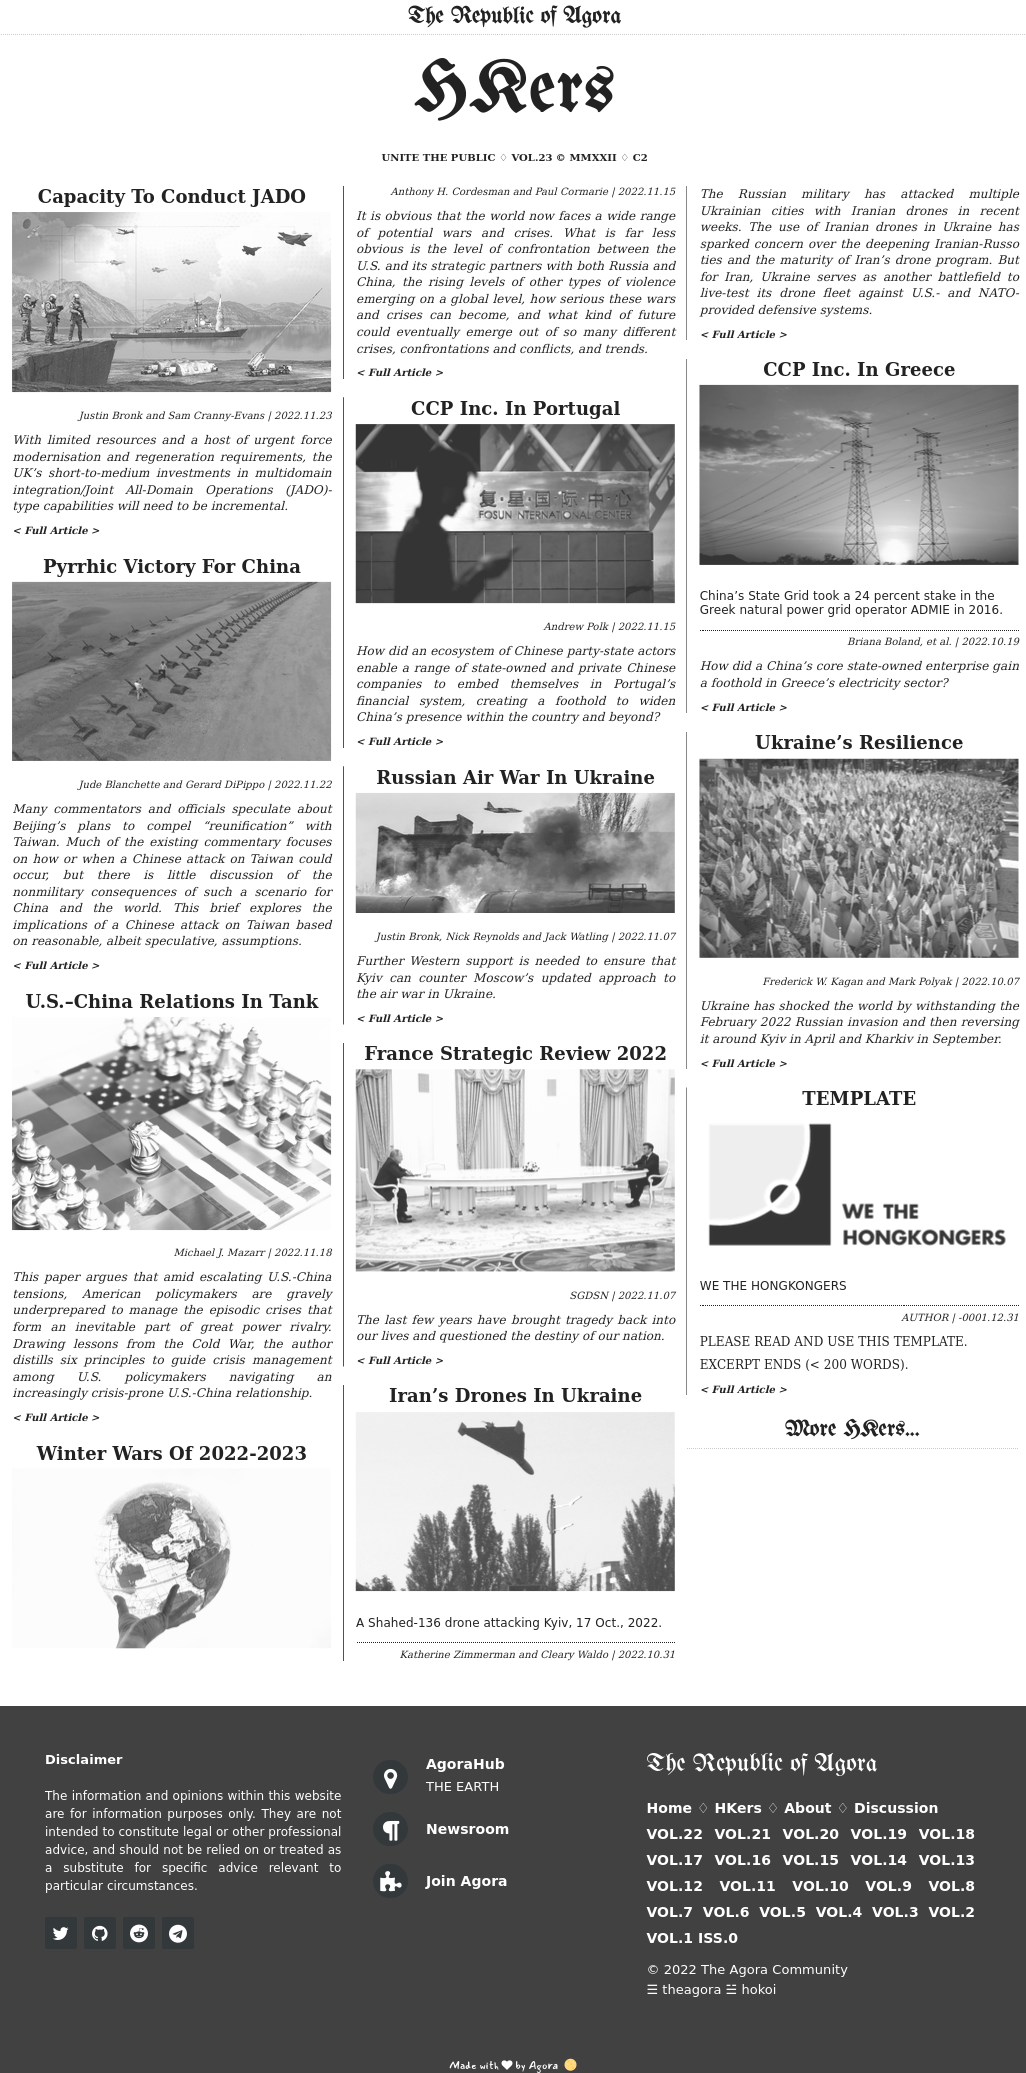 The Republic of Agora
HKers
UNITE THE PUBLIC ♢ VOL.23 © MMXXII ♢ C2
Capacity To Conduct JADO
Justin Bronk and Sam Cranny-Evans | 2022.11.23
With limited resources and a host of urgent force
modernisation and regeneration requirements, the
UK’s short-to-medium investments in multidomain
integration/Joint All-Domain Operations (JADO)-
type capabilities will need to be incremental.
< Full Article >
Pyrrhic Victory For China
Jude Blanchette and Gerard DiPippo | 2022.11.22
Many commentators and officials speculate about
Beijing’s plans to compel “reunification” with
Taiwan. Much of the existing commentary focuses
on how or when a Chinese attack on Taiwan could
occur, but there is little discussion of the
nonmilitary consequences of such a scenario for
China and the world. This brief explores the
implications of a Chinese attack on Taiwan based
on reasonable, albeit speculative, assumptions.
< Full Article >
U.S.–China Relations In Tank
Michael J. Mazarr | 2022.11.18
This paper argues that amid escalating U.S.-China
tensions, American policymakers are gravely
underprepared to manage the episodic crises that
form an inevitable part of great power rivalry.
Drawing lessons from the Cold War, the author
distills six principles to guide crisis management
among U.S. policymakers navigating an
increasingly crisis-prone U.S.-China relationship.
< Full Article >
Winter Wars Of 2022-2023
Anthony H. Cordesman and Paul Cormarie | 2022.11.15
It is obvious that the world now faces a wide range
of potential wars and crises. What is far less
obvious is the level of confrontation between the
U.S. and its strategic partners with both Russia and
China, the rising levels of other types of violence
emerging on a global level, how serious these wars
and crises can become, and what kind of future
could eventually emerge out of so many different
crises, confrontations and conflicts, and trends.
< Full Article >
CCP Inc. In Portugal
复·星·国·际·中·心
FOSUN INTERNATIONAL CENTER
Andrew Polk | 2022.11.15
How did an ecosystem of Chinese party-state actors
enable a range of state-owned and private Chinese
companies to embed themselves in Portugal’s
financial system, creating a foothold to widen
China’s presence within the country and beyond?
< Full Article >
Russian Air War In Ukraine
Justin Bronk, Nick Reynolds and Jack Watling | 2022.11.07
Further Western support is needed to ensure that
Kyiv can counter Moscow’s updated approach to
the air war in Ukraine.
< Full Article >
France Strategic Review 2022
SGDSN | 2022.11.07
The last few years have brought tragedy back into
our lives and questioned the destiny of our nation.
< Full Article >
Iran’s Drones In Ukraine
A Shahed-136 drone attacking Kyiv, 17 Oct., 2022.
Katherine Zimmerman and Cleary Waldo | 2022.10.31
The Russian military has attacked multiple
Ukrainian cities with Iranian drones in recent
weeks. The use of Iranian drones in Ukraine has
sparked concern over the deepening Iranian-Russo
ties and the maturity of Iran’s drone program. But
for Iran, Ukraine serves as another battlefield to
live-test its drone fleet against U.S.- and NATO-
provided defensive systems.
< Full Article >
CCP Inc. In Greece
China’s State Grid took a 24 percent stake in the
Greek natural power grid operator ADMIE in 2016.
Briana Boland, et al. | 2022.10.19
How did a China’s core state-owned enterprise gain
a foothold in Greece’s electricity sector?
< Full Article >
Ukraine’s Resilience
Frederick W. Kagan and Mark Polyak | 2022.10.07
Ukraine has shocked the world by withstanding the
February 2022 Russian invasion and then reversing
it around Kyiv in April and Kharkiv in September.
< Full Article >
TEMPLATE
WE THE
HONGKONGERS
WE THE HONGKONGERS
AUTHOR | -0001.12.31
PLEASE READ AND USE THIS TEMPLATE.
EXCERPT ENDS (< 200 WORDS).
< Full Article >
More HKers...
Disclaimer
The information and opinions within this website
are for information purposes only. They are not
intended to constitute legal or other professional
advice, and should not be relied on or treated as
a substitute for specific advice relevant to
particular circumstances.
AgoraHub
THE EARTH
Newsroom
Join Agora
The Republic of Agora
Home ♢ HKers ♢ About ♢ Discussion
VOL.22 VOL.21 VOL.20 VOL.19 VOL.18
VOL.17 VOL.16 VOL.15 VOL.14 VOL.13
VOL.12 VOL.11 VOL.10 VOL.9 VOL.8
VOL.7 VOL.6 VOL.5 VOL.4 VOL.3 VOL.2
VOL.1 ISS.0
© 2022 The Agora Community
☰ theagora ☱ hokoi
Made with ♥ by Agora